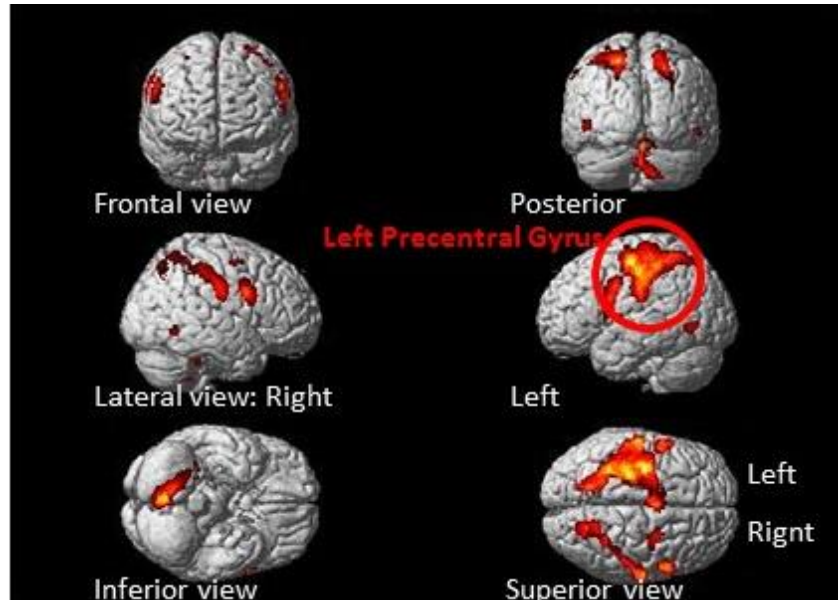 Frontal view
Posterior
Left Precentral Gyrus
Lateral view: Right
Left
Left
Rignt
Inferior view
Superior view